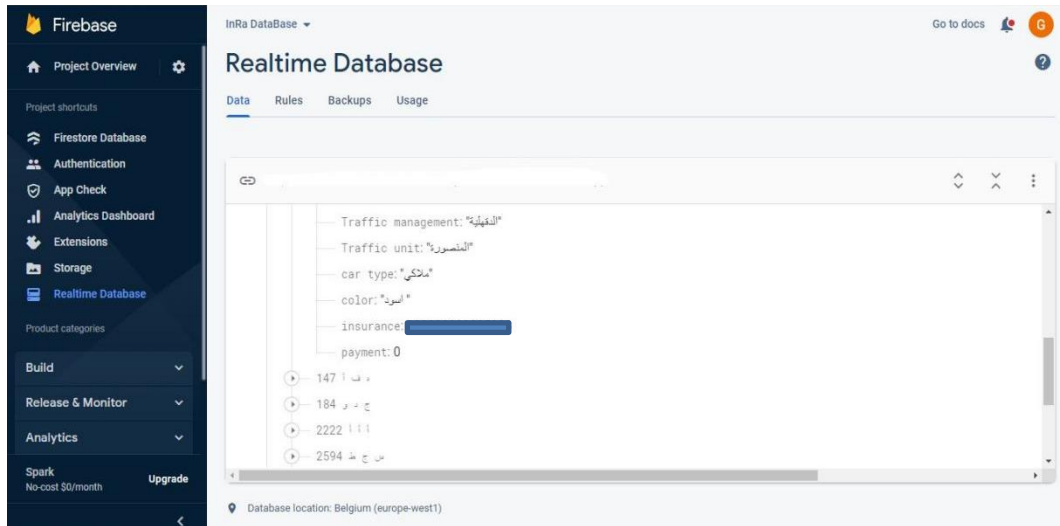 Firebase
InRa DataBase
Go to docs
G
Project Overview
Realtime Database
Data Rules Backups Usage
Project shortcuts
Firestore Database
Authentication
App Check
Analytics Dashboard
Extensions
Storage
Realtime Database
Product categories
Build
Release & Monitor
Analytics
Spark
No-cost $0/month
Upgrade
Traffic management: "الدقهلية"
Traffic unit: "المنصورة"
car type: "ملاكي"
color: "اسود "
insurance:
payment: 0
147 أ ف د
184 ج د و
2222 أ أ أ
2594 س ج ط
Database location: Belgium (europe-west1)